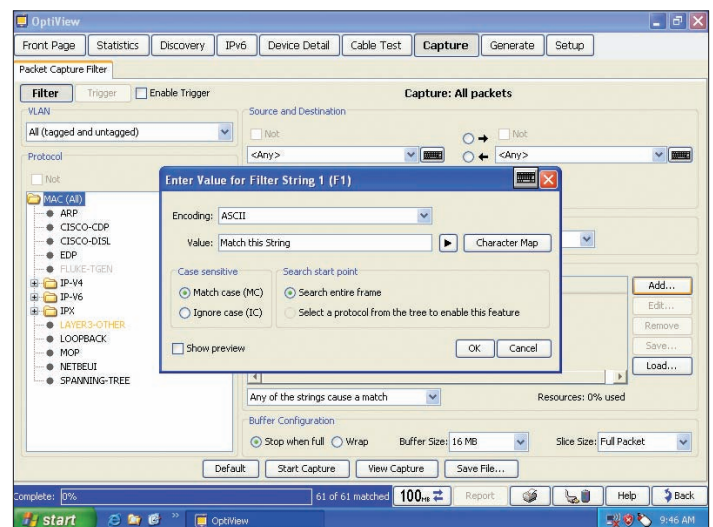 OptiView
Front Page Statistics Discovery IPv6 Device Detail Cable Test Capture Generate Setup
Packet Capture Filter
Filter Trigger Enable Trigger Capture: All packets
VLAN
All (tagged and untagged)
Source and Destination
Not Not
<Any> <Any>
Protocol
Not
MAC (All)
ARP
CISCO-CDP
CISCO-DISL
EDP
FLUKE-TGEN
IP-V4
IP-V6
IPX
LAYER3-OTHER
LOOPBACK
MOP
NETBEUI
SPANNING-TREE
Enter Value for Filter String 1 (F1)
Encoding: ASCII
Value: Match this String Character Map
Case sensitive
Match case (MC)
Ignore case (IC)
Search start point
Search entire frame
Select a protocol from the tree to enable this feature
Show preview OK Cancel
Add...
Edit...
Remove
Save...
Load...
Any of the strings cause a match Resources: 0% used
Buffer Configuration
Stop when full Wrap Buffer Size: 16 MB Slice Size: Full Packet
Default Start Capture View Capture Save File...
Complete: 0% 61 of 61 matched 100 HS Report Help Back
start OptiView 9:46 AM